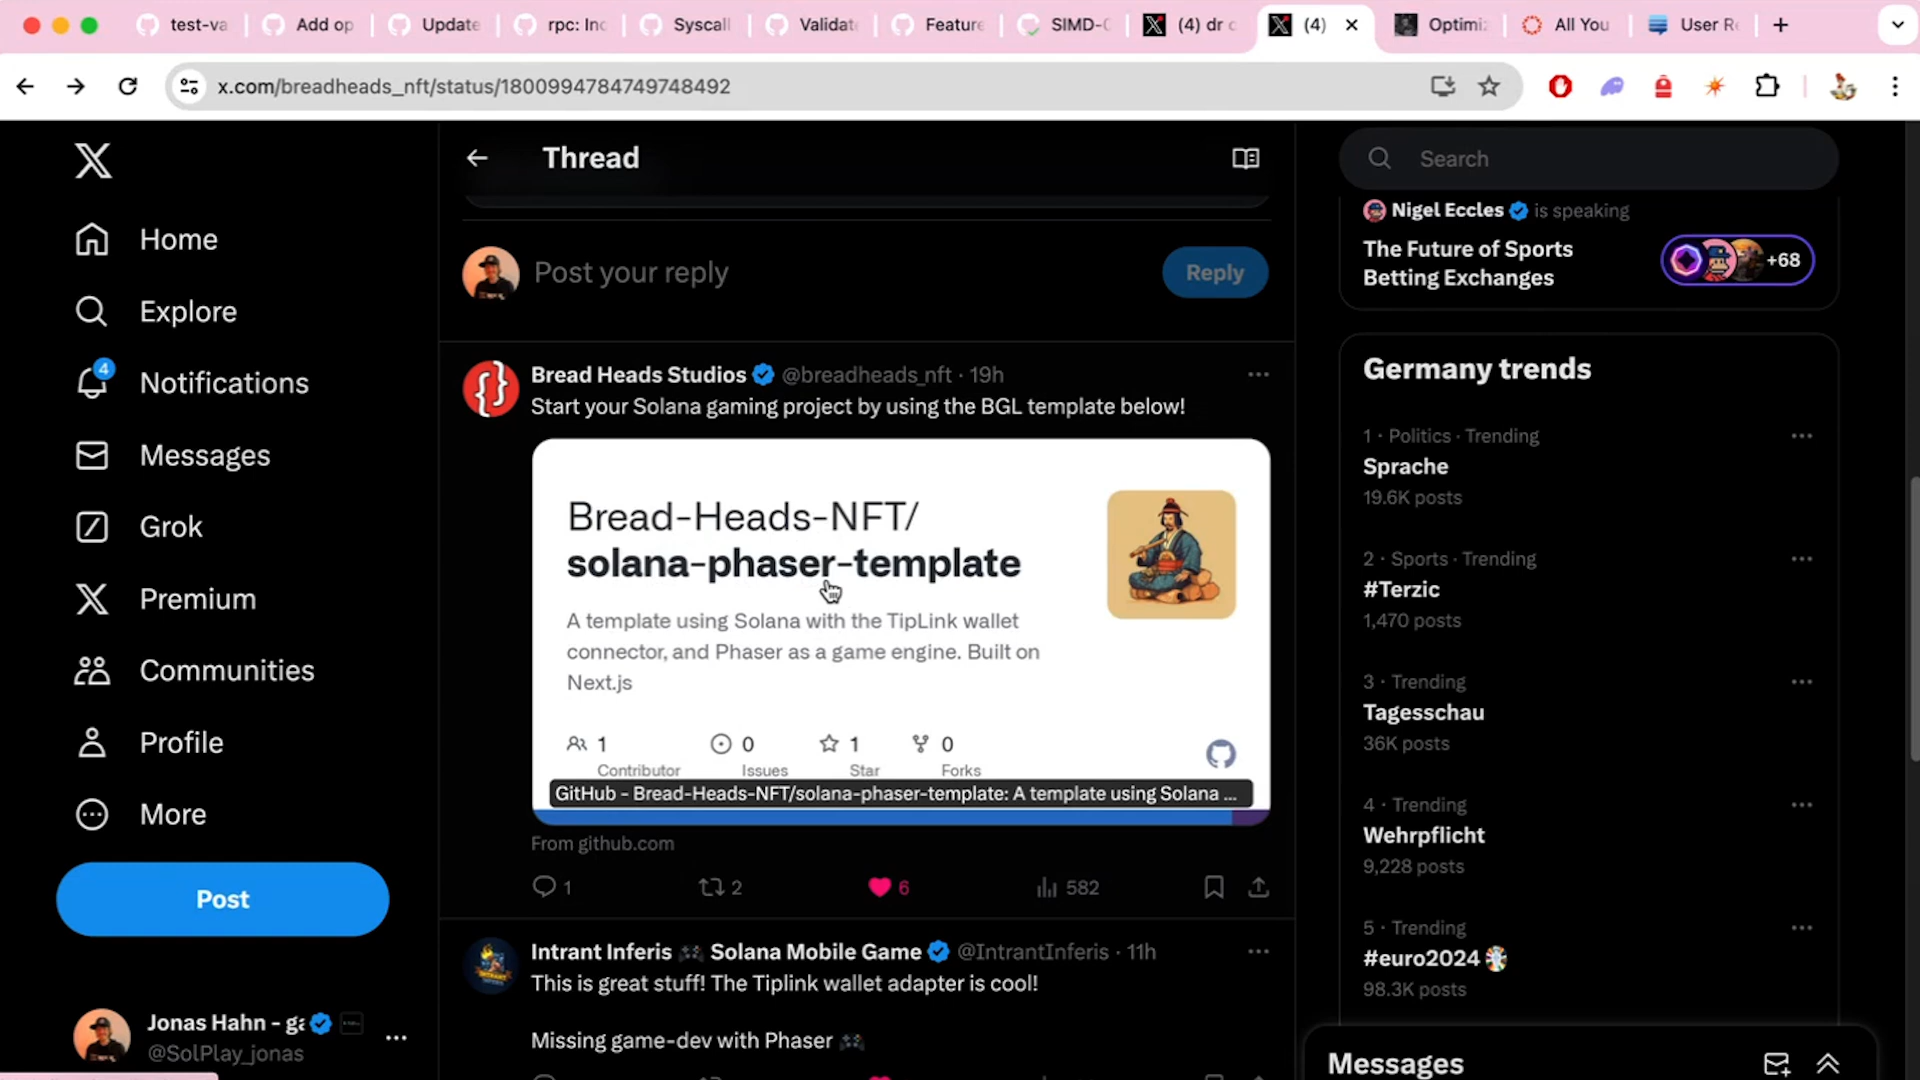 test-va
Add op
Update
rpc: Inc
Syscall
Validat
Feature
SIMD-0
(4) dr c
(4)
Optimi
All You
User Re
x.com/breadheads_nft/status/1800994784749748492
Thread
Search
Home
Explore
4
Notifications
Messages
Grok
Premium
Communities
Profile
More
Post
Jonas Hahn - ga
@SolPlay_jonas
Post your reply
Reply
Bread Heads Studios @breadheads_nft · 19h
Start your Solana gaming project by using the BGL template below!
Bread-Heads-NFT/
solana-phaser-template
A template using Solana with the TipLink wallet
connector, and Phaser as a game engine. Built on
Next.js
1 0 1 0
Contributor Issues Star Forks
GitHub - Bread-Heads-NFT/solana-phaser-template: A template using Solana ...
From github.com
1 2 6 582
Intrant Inferis 🎮 Solana Mobile Game @IntrantInferis · 11h
This is great stuff! The Tiplink wallet adapter is cool!
Missing game-dev with Phaser 🎮
Nigel Eccles is speaking
The Future of Sports
Betting Exchanges
+68
Germany trends
1 · Politics · Trending
Sprache
19.6K posts
2 · Sports · Trending
#Terzic
1,470 posts
3 · Trending
Tagesschau
36K posts
4 · Trending
Wehrpflicht
9,228 posts
5 · Trending
#euro2024
98.3K posts
Messages